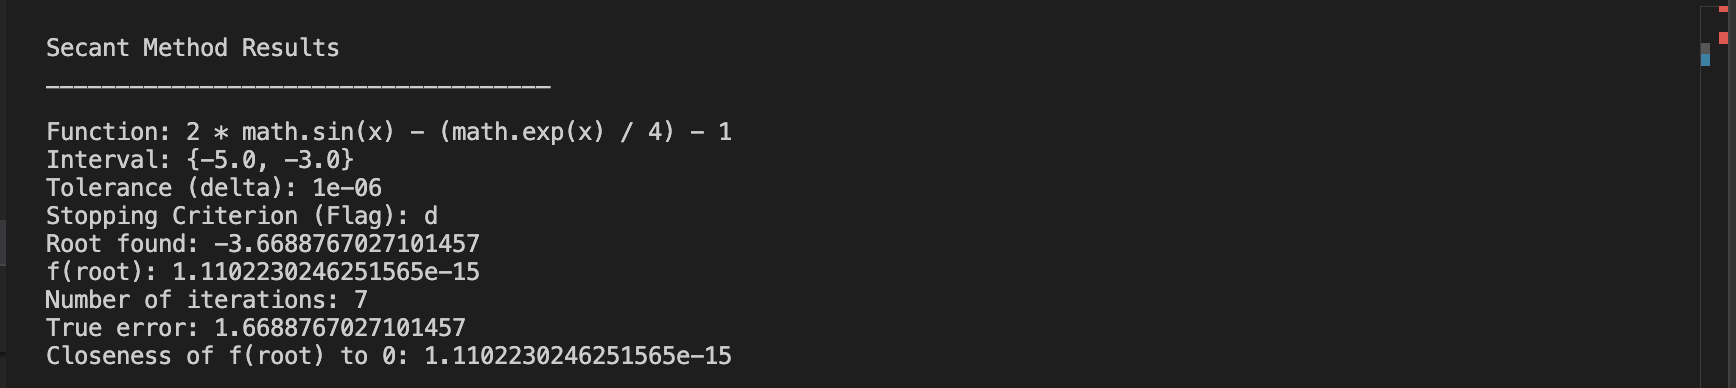 Secant Method Results
____________________________________
Function: 2 * math.sin(x) - (math.exp(x) / 4) - 1
Interval: {-5.0, -3.0}
Tolerance (delta): 1e-06
Stopping Criterion (Flag): d
Root found: -3.6688767027101457
f(root): 1.1102230246251565e-15
Number of iterations: 7
True error: 1.6688767027101457
Closeness of f(root) to 0: 1.1102230246251565e-15